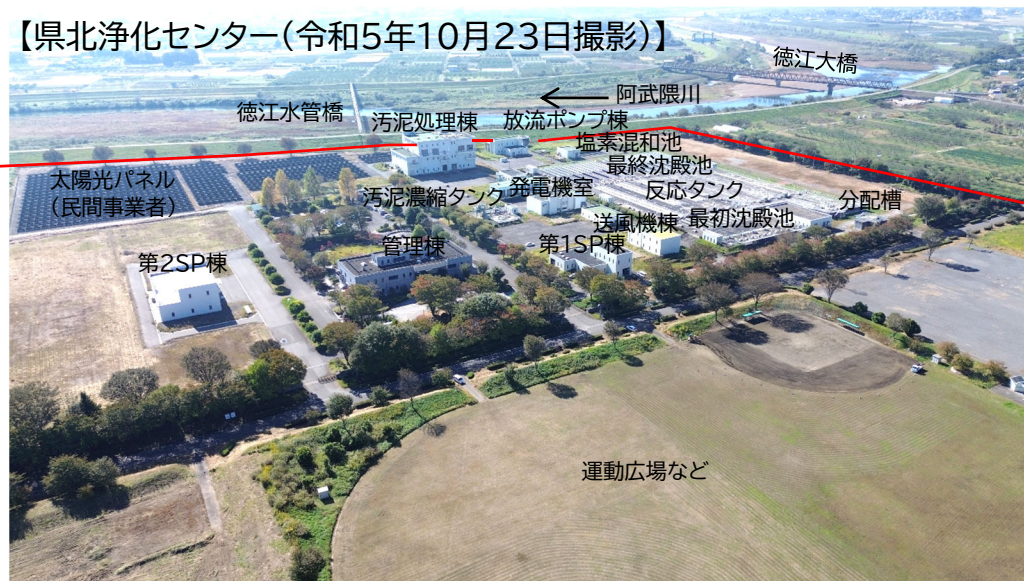 【県北浄化センター(令和5年10月23日撮影)】
徳江大橋
阿武隈川
徳江水管橋
汚泥処理棟
放流ポンプ棟
塩素混和池
最終沈殿池
太陽光パネル
(民間事業者)
汚泥濃縮タンク
発電機室
反応タンク
分配槽
送風機棟
最初沈殿池
管理棟
第1SP棟
第2SP棟
運動広場など